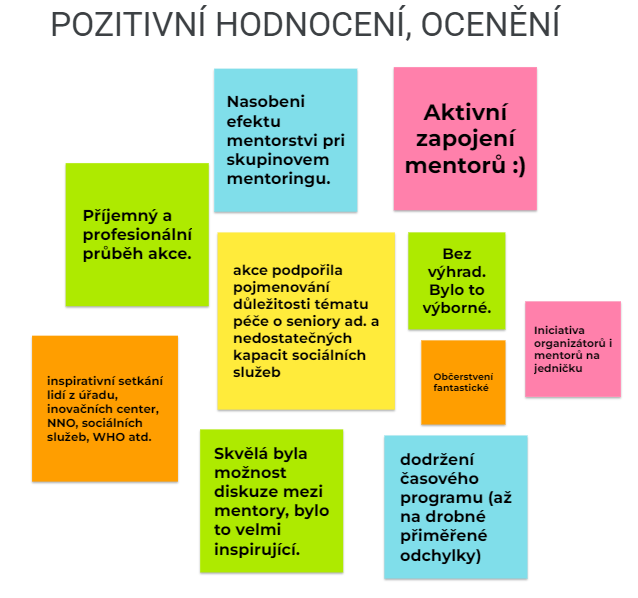 POZITIVNÍ HODNOCENÍ, OCENĚNÍ
Nasobeni
efektu
mentorstvi pri
skupinovem
mentoringu.
Aktivní
zapojení
mentorů :)
Příjemný a
profesionální
průběh akce.
akce podpořila
pojmenování
důležitosti tématu
péče o seniory ad. a
nedostatečných
kapacit sociálních
služeb
Bez
výhrad.
Bylo to
výborné.
Iniciativa
organizátorů i
mentorů na
jedničku
inspirativní setkání
lidí z úřadu,
inovačních center,
NNO, sociálních
služeb, WHO atd.
Občerstvení
fantastické
Skvělá byla
možnost
diskuze mezi
mentory, bylo
to velmi
inspirující.
dodržení
časového
programu (až
na drobné
přiměřené
odchylky)